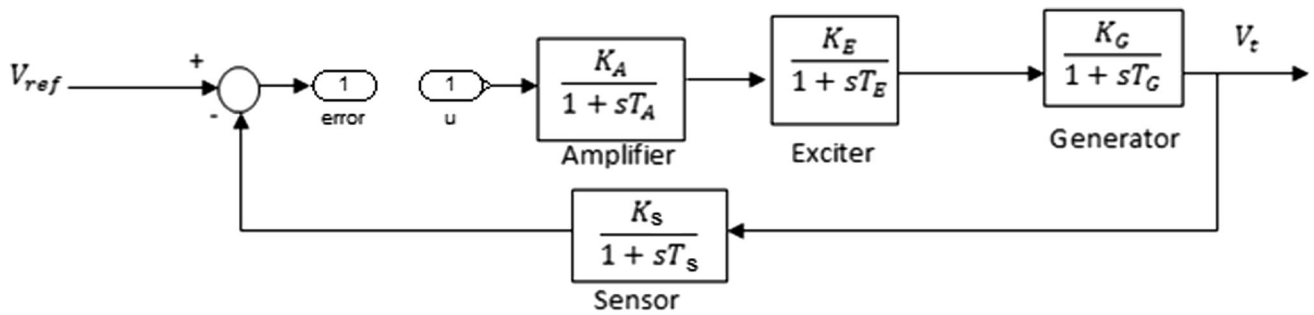 V_ref
+
-
1
error
1
u
K_A
1 + sT_A
Amplifier
K_E
1 + sT_E
Exciter
K_G
1 + sT_G
Generator
V_t
K_s
1 + sT_s
Sensor